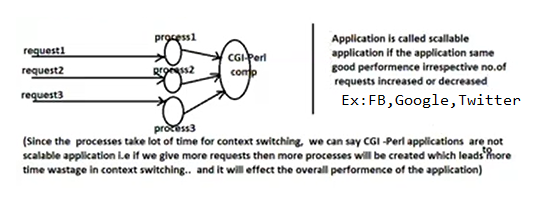 process1
request1
CGI-Perl
request2
process2
comp
request3
process3
Application is called scallable
application if the application same
good performence irrespective no.of
requests increased or decreased
Ex:FB,Google,Twitter
(Since the processes take lot of time for context switching, we can say CGI -Perl applications are not
scalable application i.e if we give more requests then more processes will be created which leads to more
time wastage in context switching.. and it will effect the overall performence of the application)